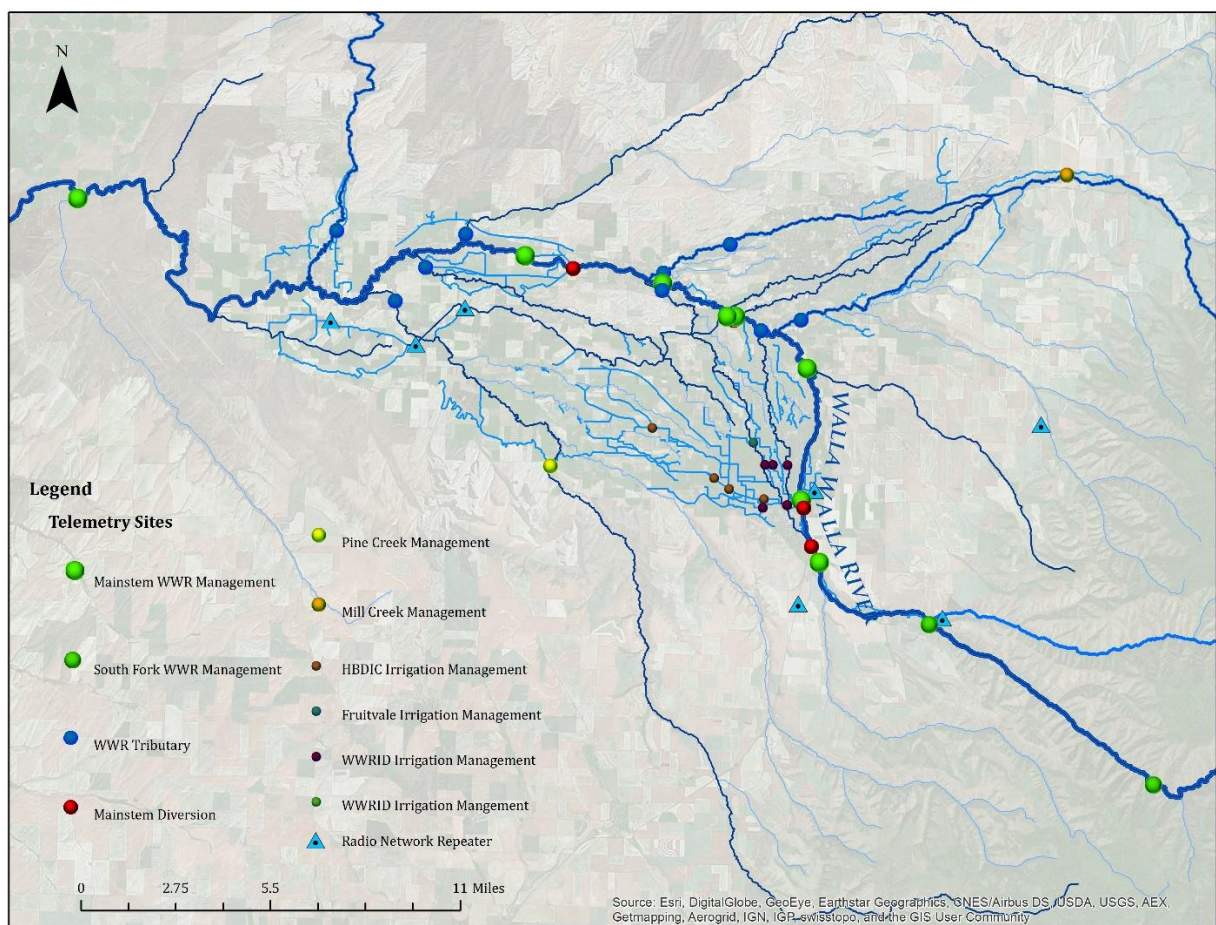 N
WALLA WALLA RIVER
Legend
Telemetry Sites
Mainstem WWR Management
South Fork WWR Management
WWR Tributary
Mainstem Diversion
Pine Creek Management
Mill Creek Management
HBDIC Irrigation Management
Fruitvale Irrigation Management
WWRID Irrigation Management
WWRID Irrigation Mangement
Radio Network Repeater
0 2.75 5.5 11 Miles
Source: Esri, DigitalGlobe, GeoEye, Earthstar Geographics, CNES/Airbus DS, USDA, USGS, AEX,
Getmapping, Aerogrid, IGN, IGP, swisstopo, and the GIS User Community